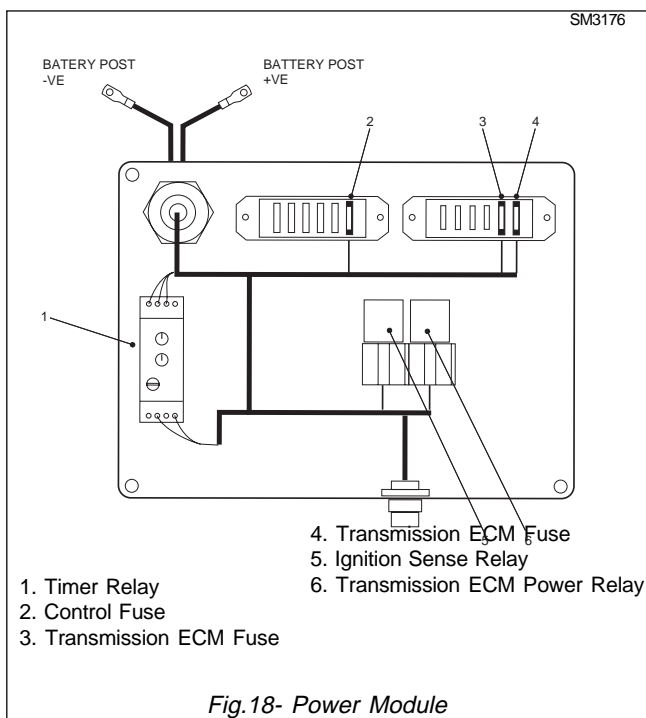 SM3176
BATERY POST
-VE
BATTERY POST
+VE
2
3
4
1
5
6
4. Transmission ECM Fuse
5. Ignition Sense Relay
6. Transmission ECM Power Relay
1. Timer Relay
2. Control Fuse
3. Transmission ECM Fuse
Fig.18- Power Module